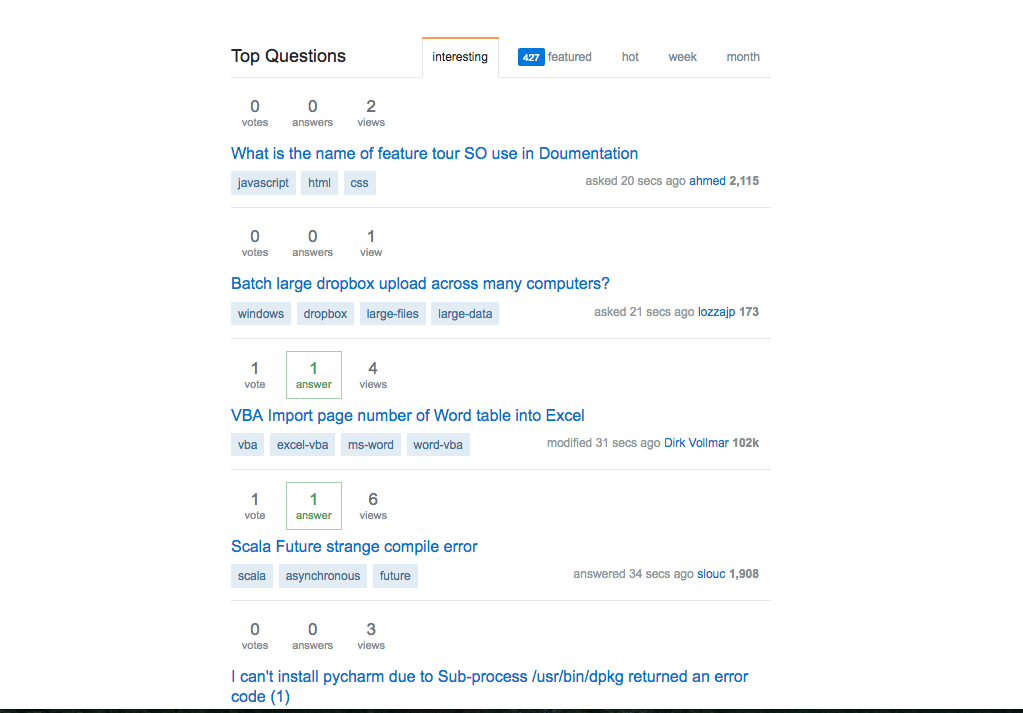 Top Questions interesting 427 featured hot week month
0 0 2
votes answers views
What is the name of feature tour SO use in Doumentation
javascript html css asked 20 secs ago ahmed 2,115
0 0 1
votes answers view
Batch large dropbox upload across many computers?
windows dropbox large-files large-data asked 21 secs ago lozzajp 173
1 1 4
vote answer views
VBA Import page number of Word table into Excel
vba excel-vba ms-word word-vba modified 31 secs ago Dirk Vollmar 102k
1 1 6
vote answer views
Scala Future strange compile error
scala asynchronous future answered 34 secs ago slouc 1,908
0 0 3
votes answers views
I can't install pycharm due to Sub-process /usr/bin/dpkg returned an error
code (1)